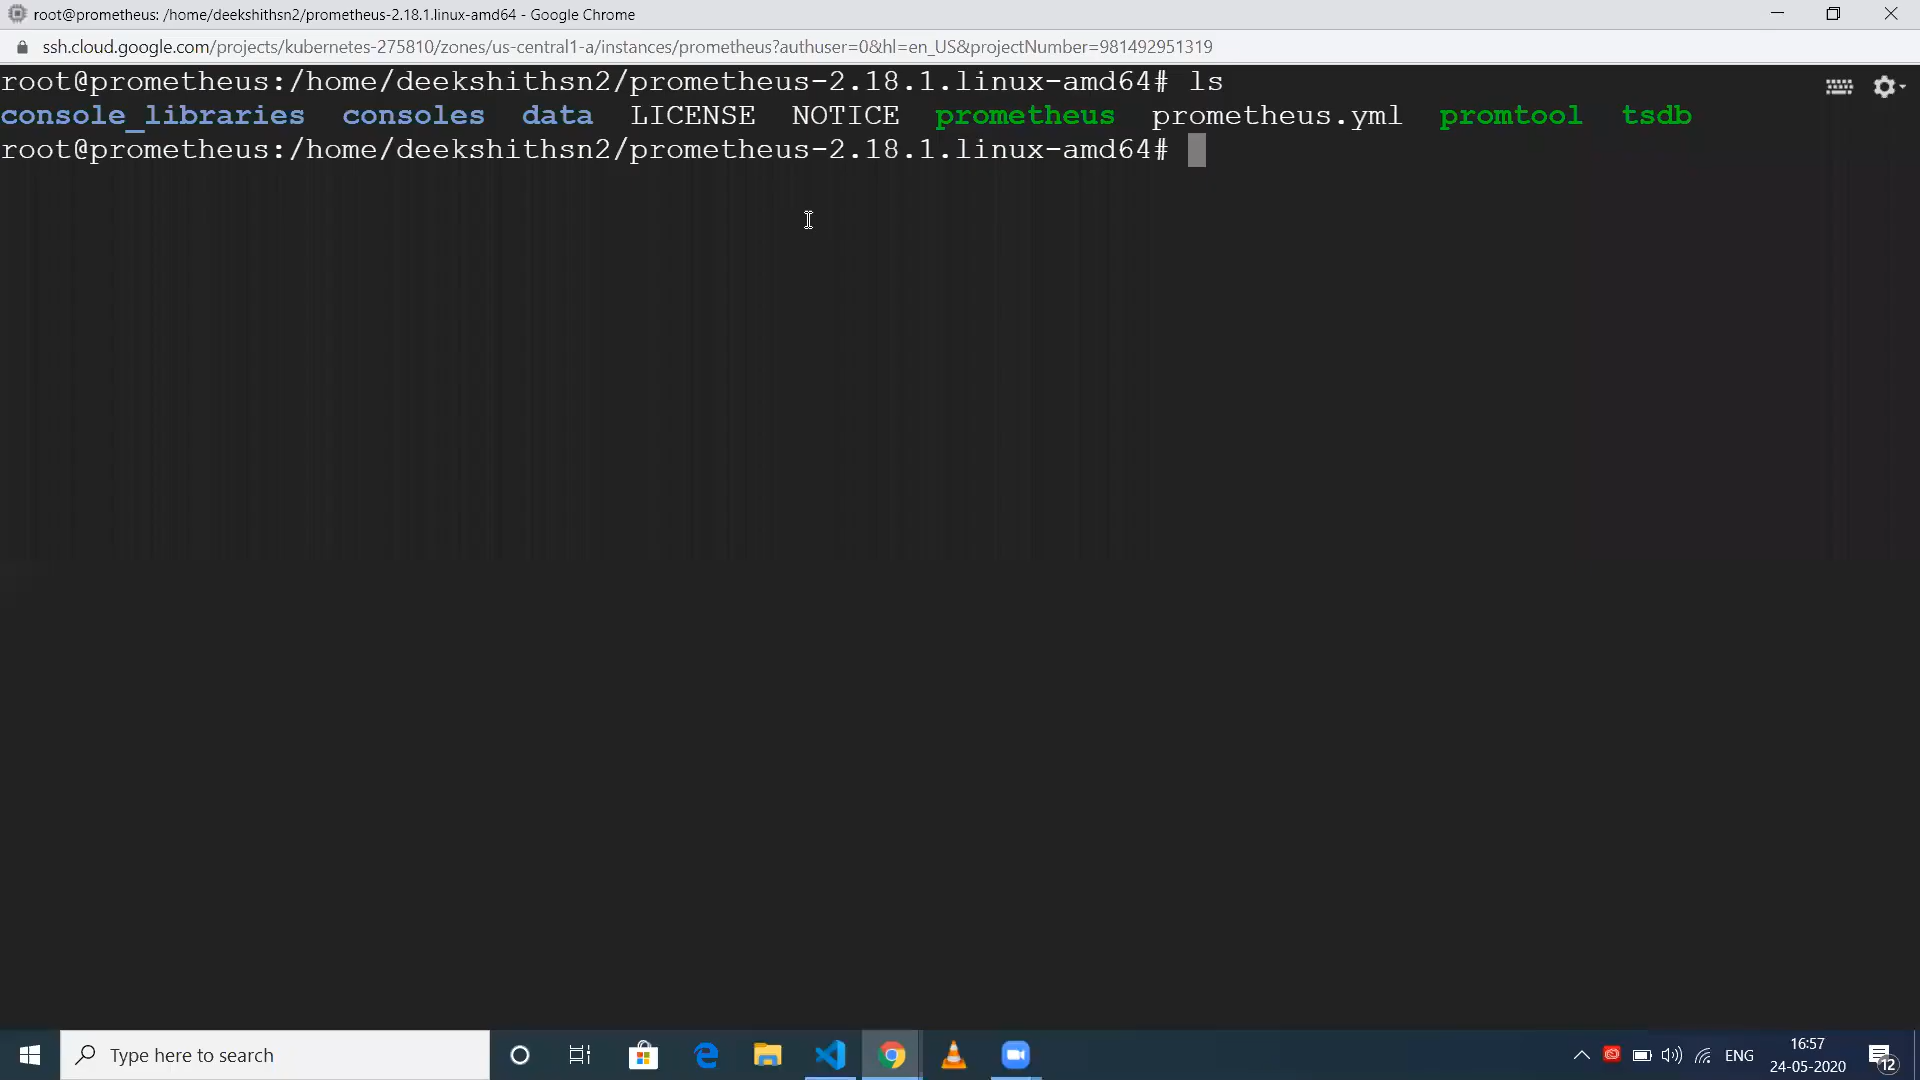 root@prometheus: /home/deekshithsn2/prometheus-2.18.1.linux-amd64 - Google Chrome
ssh.cloud.google.com/projects/kubernetes-275810/zones/us-central1-a/instances/prometheus?authuser=0&hl=en_US&projectNumber=981492951319
root@prometheus:/home/deekshithsn2/prometheus-2.18.1.linux-amd64# ls
console_libraries consoles data LICENSE NOTICE prometheus prometheus.yml promtool tsdb
root@prometheus:/home/deekshithsn2/prometheus-2.18.1.linux-amd64#
Type here to search
ENG
16:57
24-05-2020
12